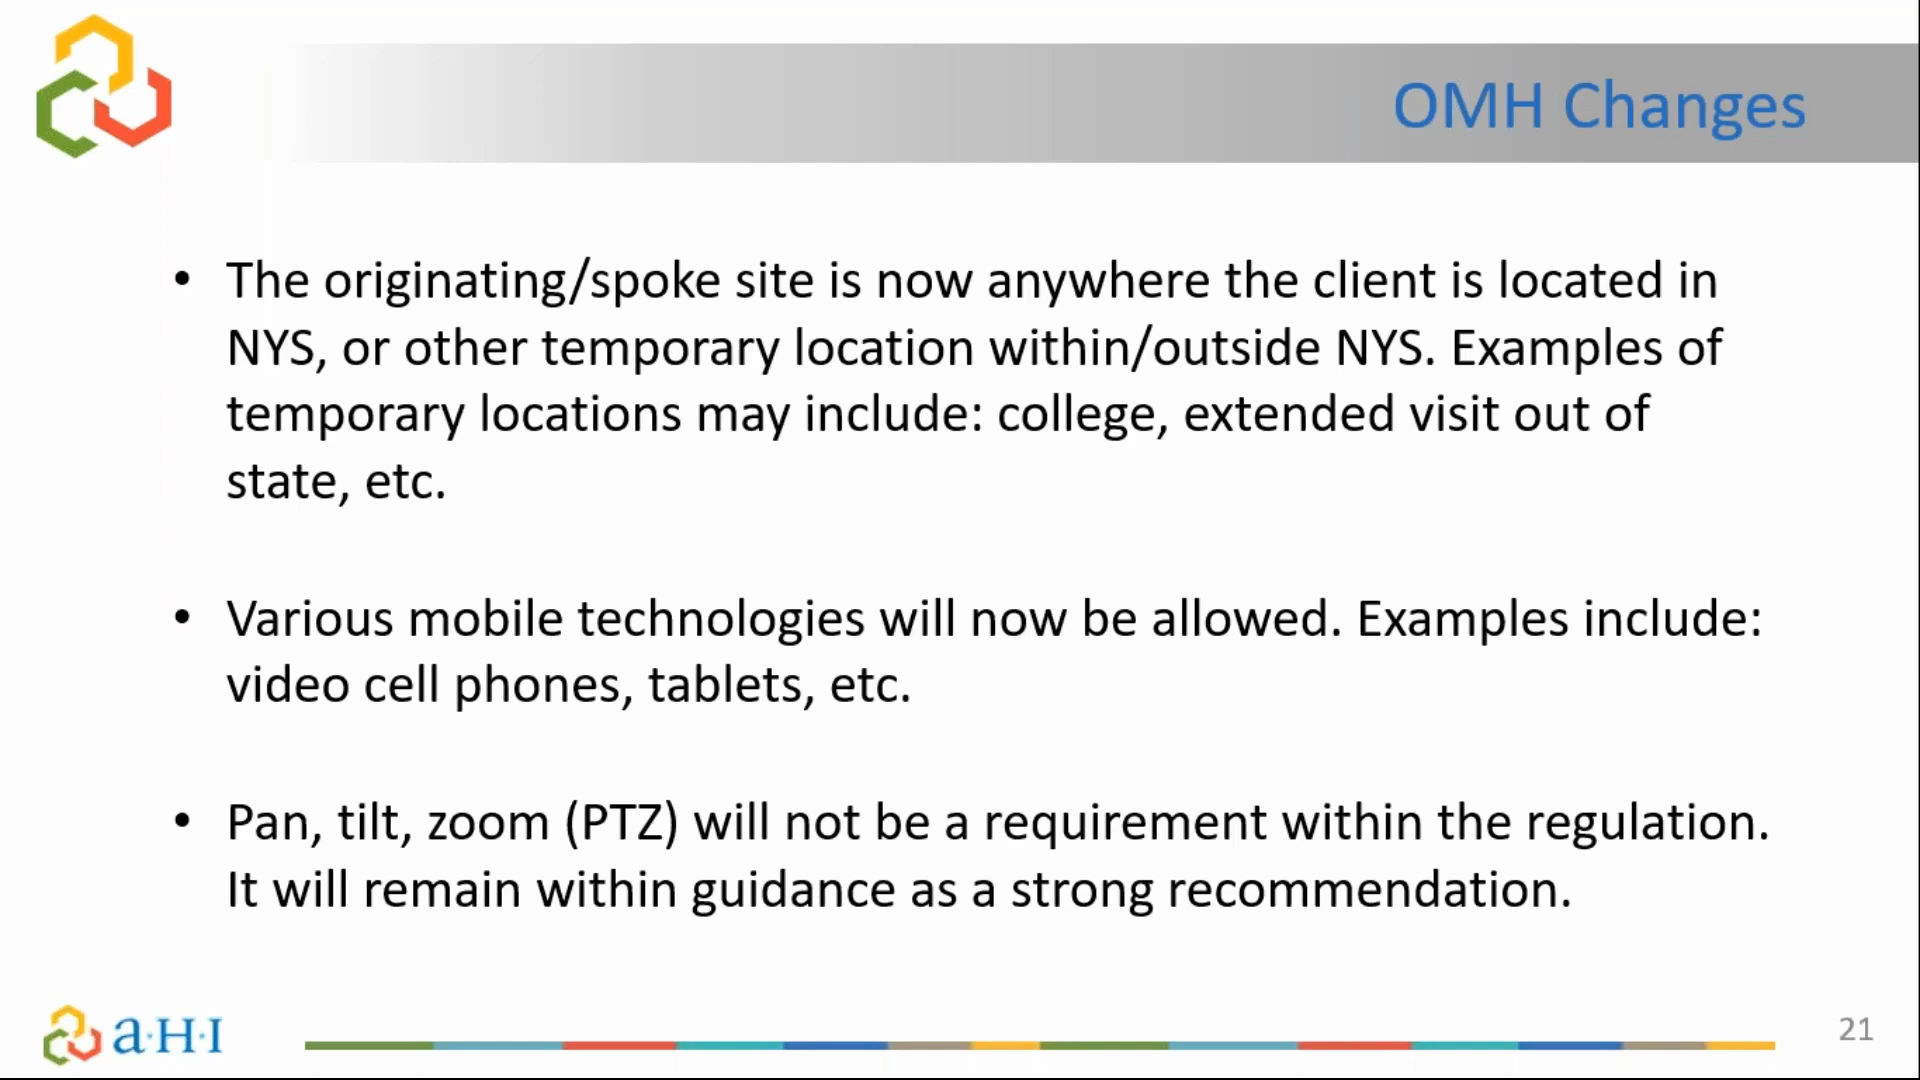 OMH Changes
• The originating/spoke site is now anywhere the client is located in
NYS, or other temporary location within/outside NYS. Examples of
temporary locations may include: college, extended visit out of
state, etc.
• Various mobile technologies will now be allowed. Examples include:
video cell phones, tablets, etc.
• Pan, tilt, zoom (PTZ) will not be a requirement within the regulation.
It will remain within guidance as a strong recommendation.
a·H·I
21